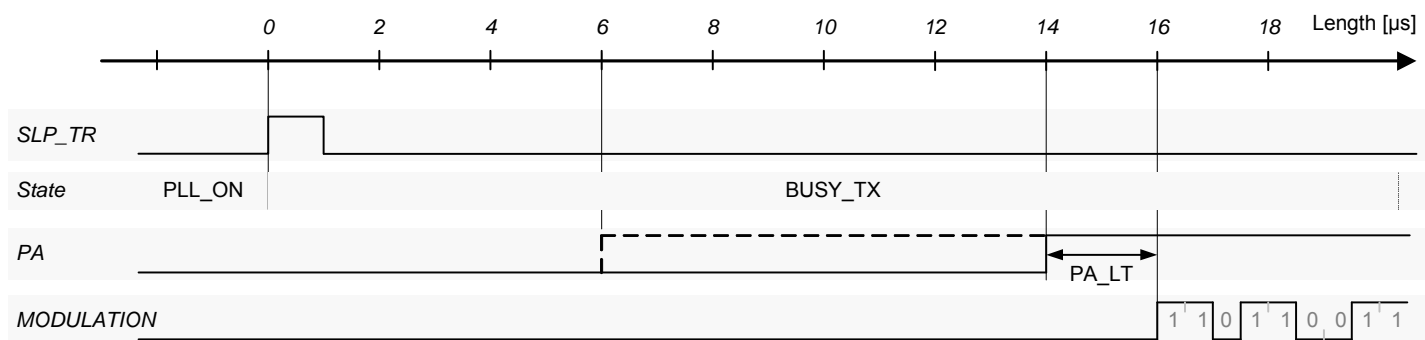 0 2 4 6 8 10 12 14 16 18 Length [µs]
SLP_TR
State PLL_ON BUSY_TX
PA
PA_LT
MODULATION 1 1 0 1 1 0 0 1 1